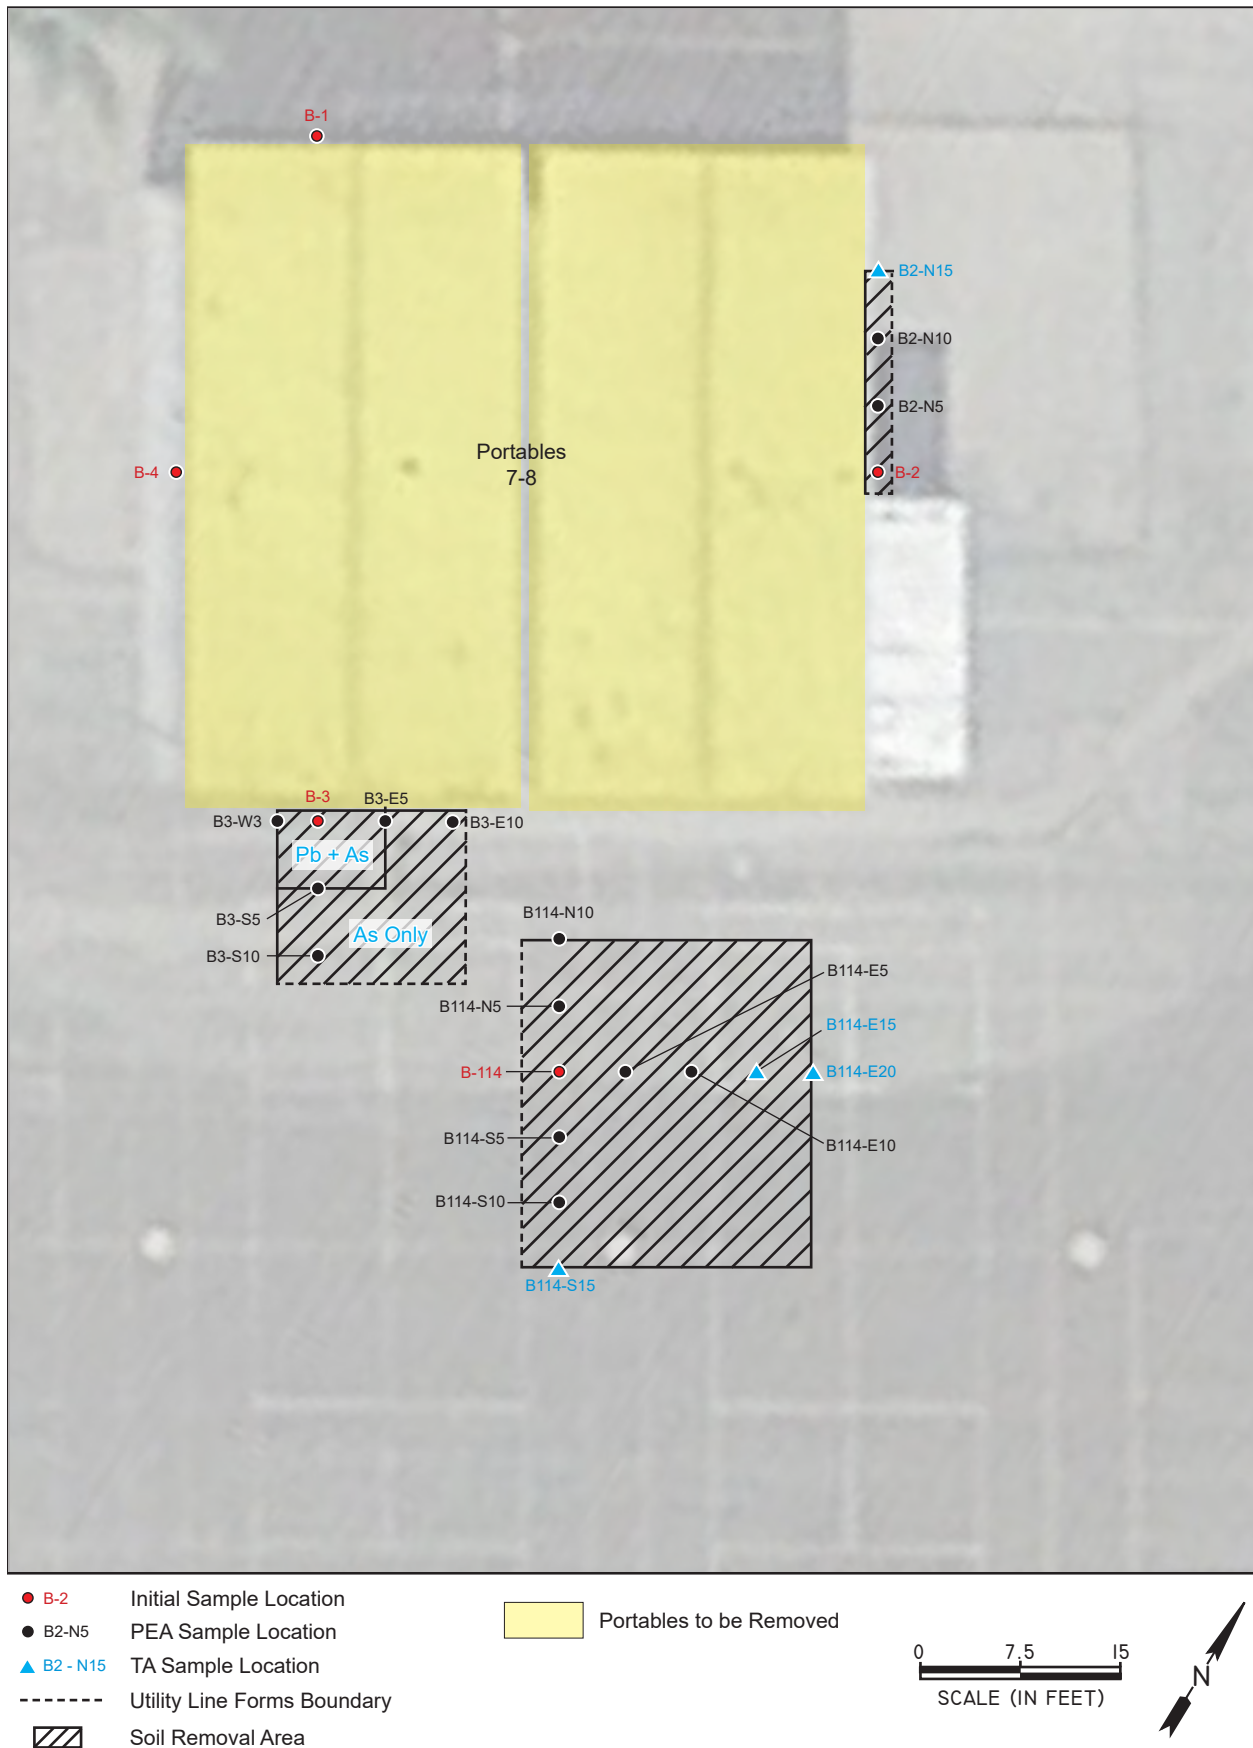 B-1
B2-N15
B2-N10
B2-N5
Portables
7-8
B-4
B-2
B-3
B3-E5
B3-W3
B3-E10
Pb + As
B3-S5
As Only
B3-S10
B114-N10
B114-E5
B114-N5
B114-E15
B-114
B114-E20
B114-S5
B114-E10
B114-S10
B114-S15
B-2 Initial Sample Location
B2-N5 PEA Sample Location
B2 - N15 TA Sample Location
Utility Line Forms Boundary
Soil Removal Area
Portables to be Removed
0 7.5 15
SCALE (IN FEET)
N